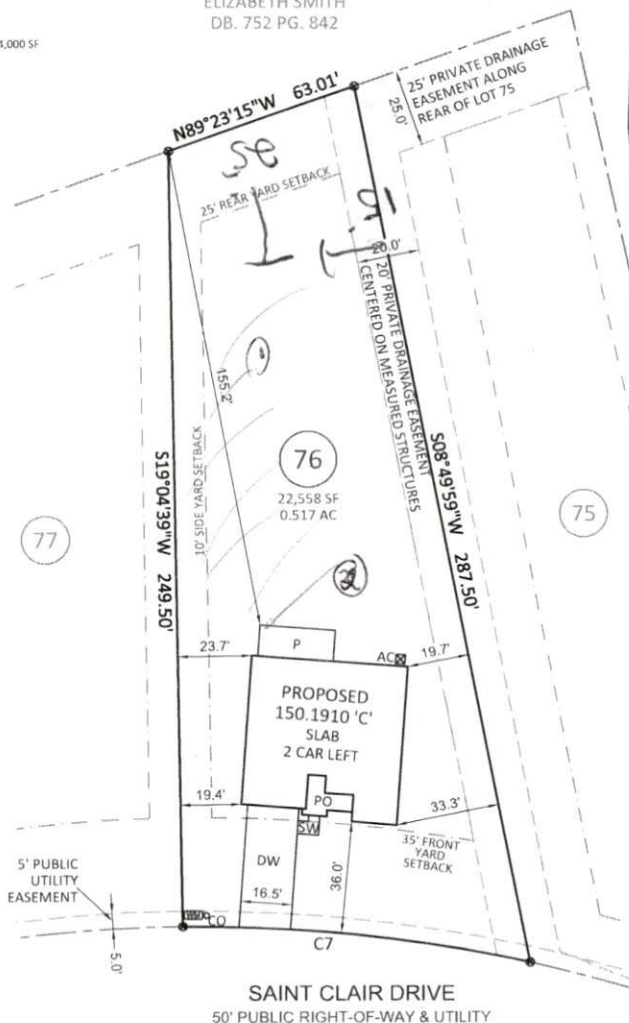 ELIZABETH SMITH
DB. 752 PG. 842
4,000 SF
N89°23'15"W 63.01'
25' PRIVATE DRAINAGE
EASEMENT ALONG
REAR OF LOT 75
25.0'
25' REAR YARD SETBACK
20.0'
20' PRIVATE DRAINAGE EASEMENT
CENTERED ON MEASURED STRUCTURES
155.2'
1
10' SIDE YARD SETBACK
76
22,558 SF
0.517 AC
S19°04'39"W 249.50'
S08°49'59"W 287.50'
77
75
2
23.7'
P
AC
19.7'
PROPOSED
150.1910 'C'
SLAB
2 CAR LEFT
19.4'
PO
33.3'
SW
35' FRONT
YARD
SETBACK
DW
36.0'
16.5'
5' PUBLIC
UTILITY
EASEMENT
CO
5.0'
C7
SAINT CLAIR DRIVE
50' PUBLIC RIGHT-OF-WAY & UTILITY